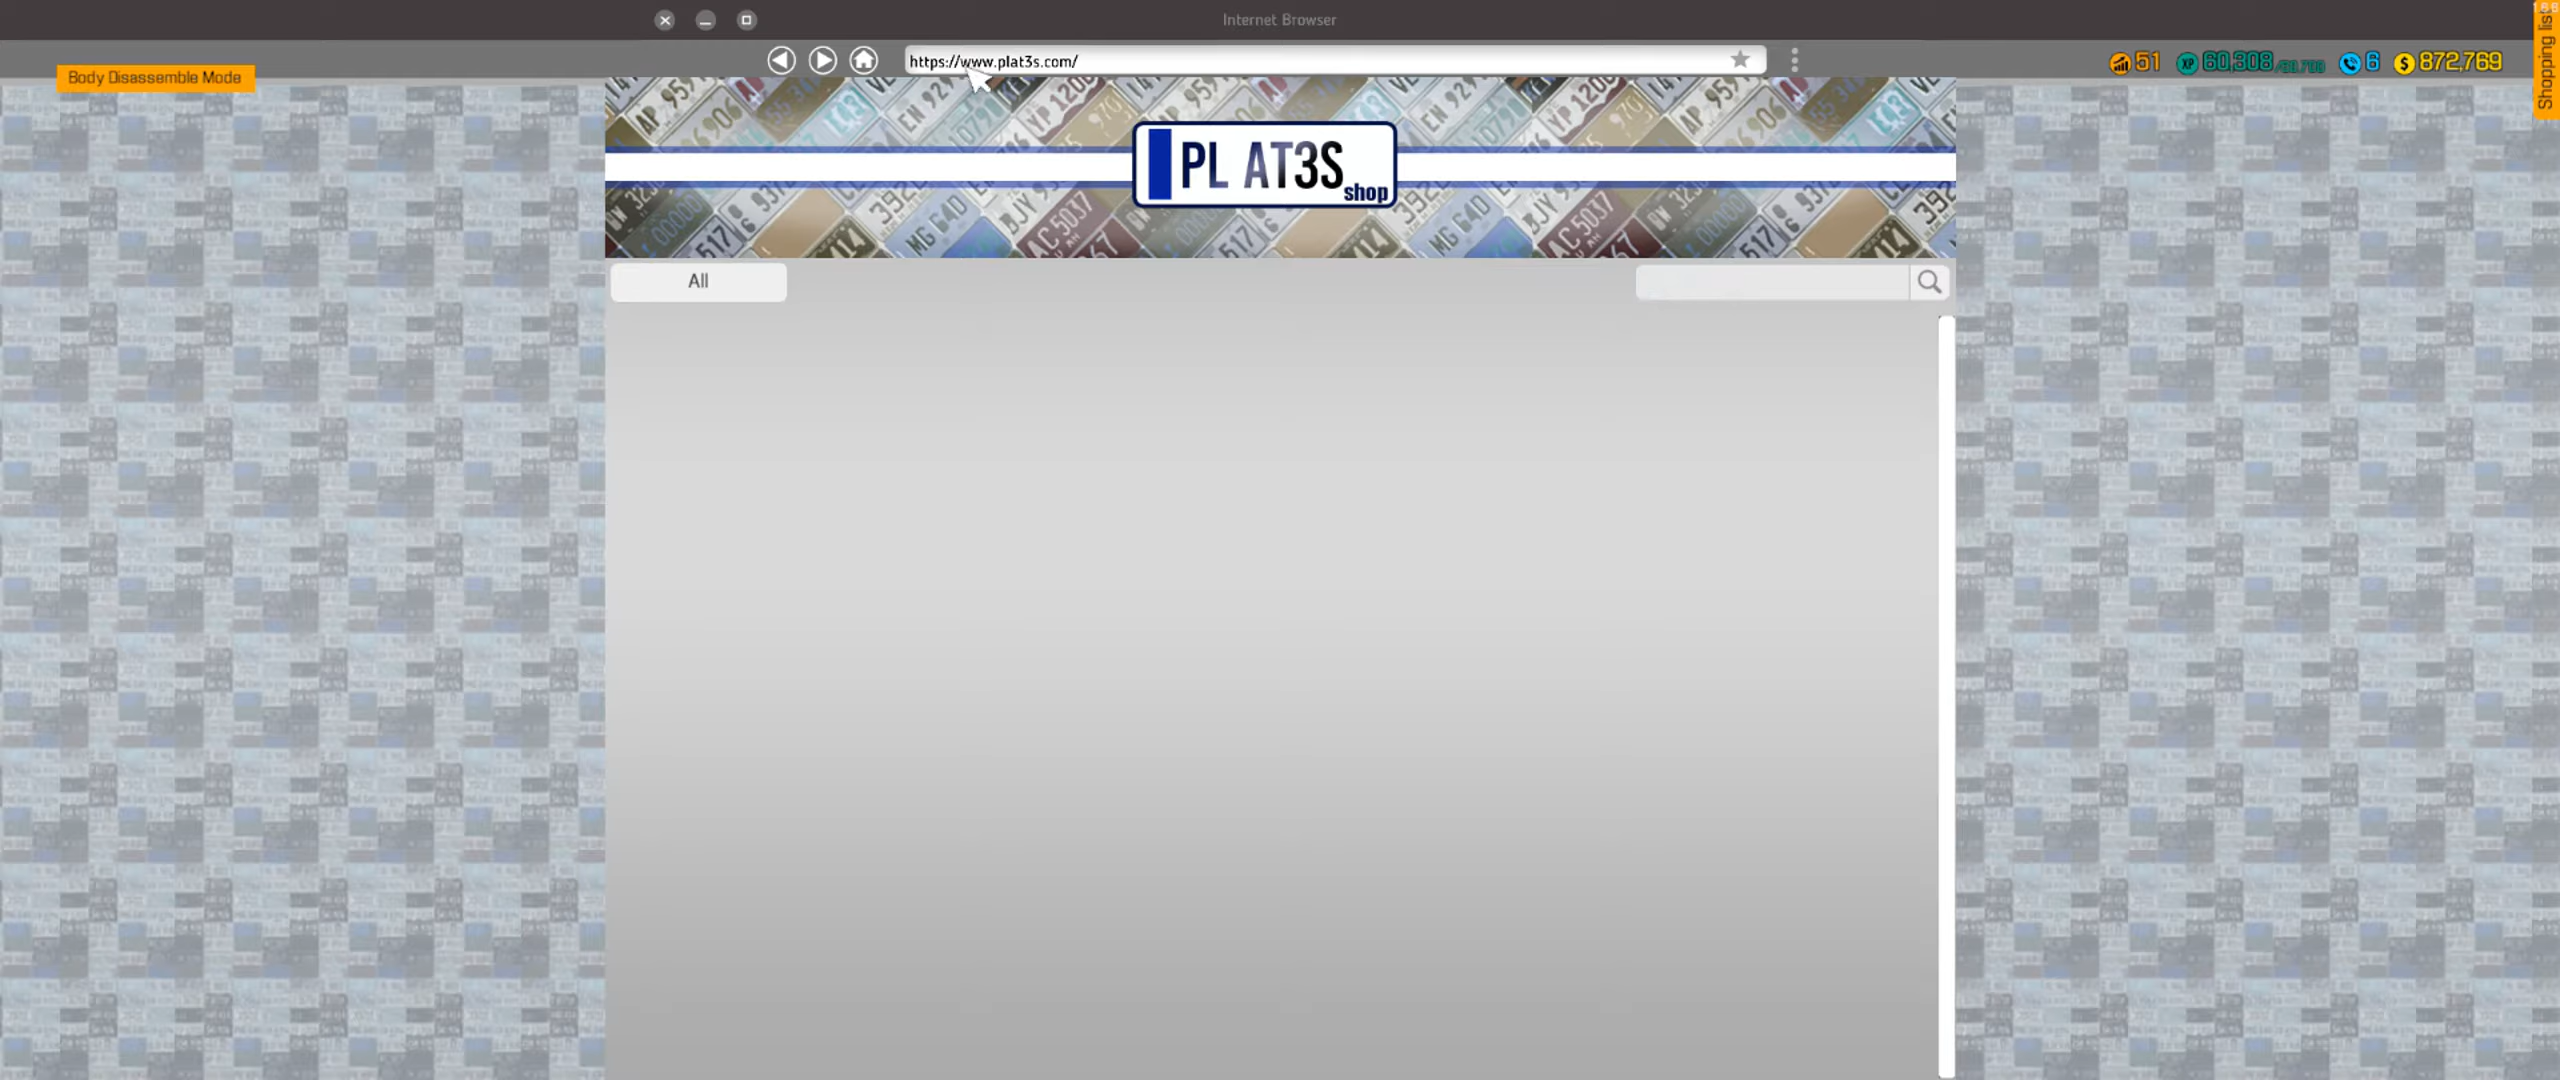 Internet Browser
https://www.plat3s.com/
Body Disassemble Mode
51
60,308
6
872,769
Shopping list
PL AT3S
shop
All